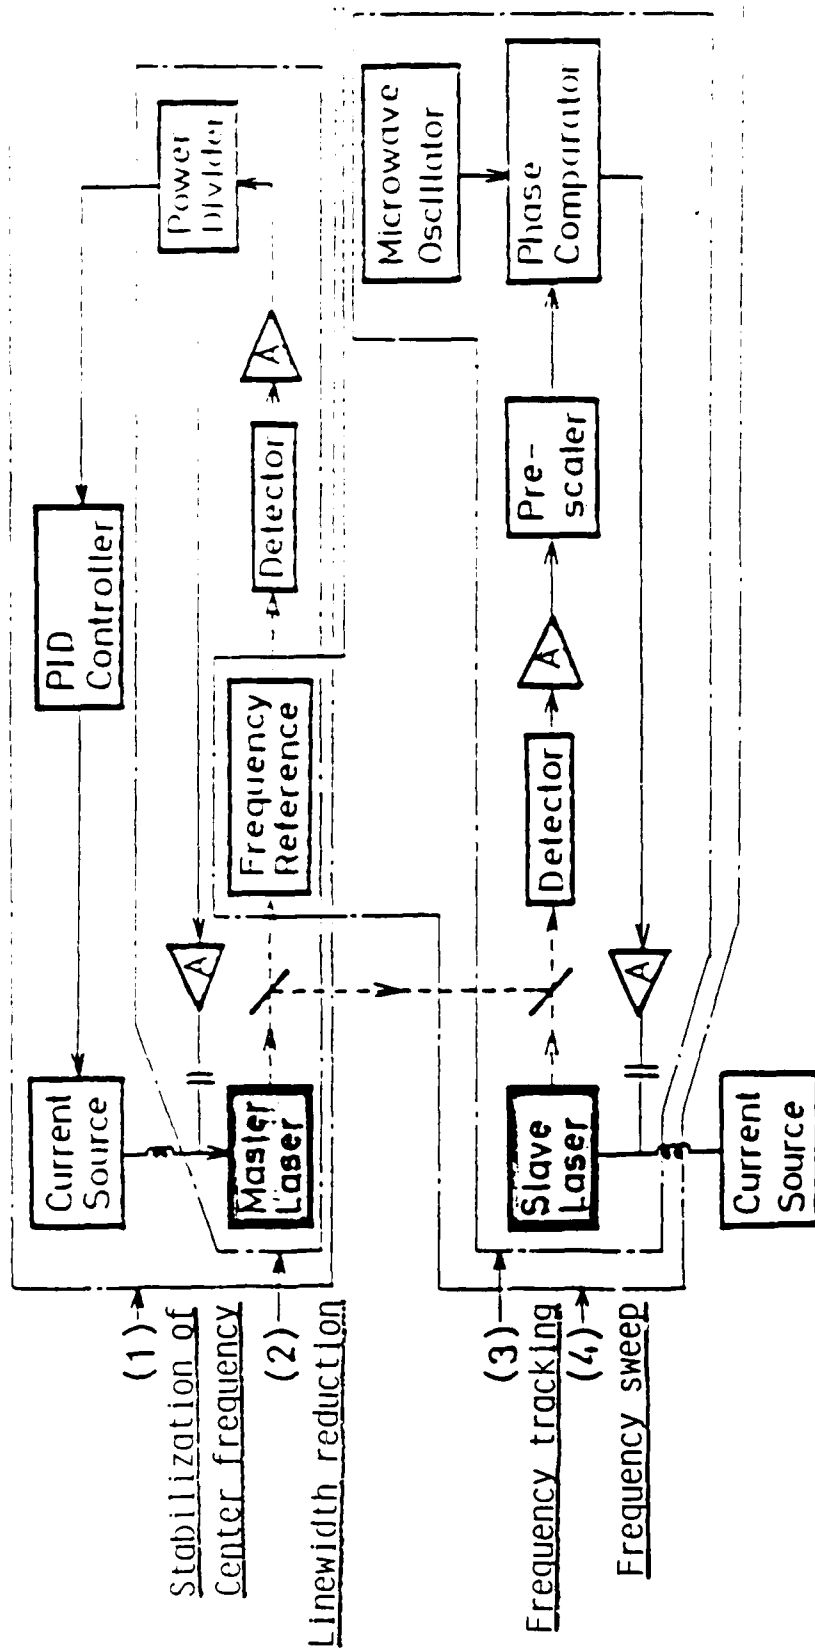 (1)
Stabilization of
Center frequency
(2)
Linewidth reduction
(3)
Frequency tracking
(4)
Frequency sweep
Current
Source
PID
Controller
Power
Divider
A
Master
Laser
Frequency
Reference
Detector
A
Microwave
Oscillator
Slave
Laser
Detector
A
Pre-
scaler
Phase
Comparator
A
Current
Source